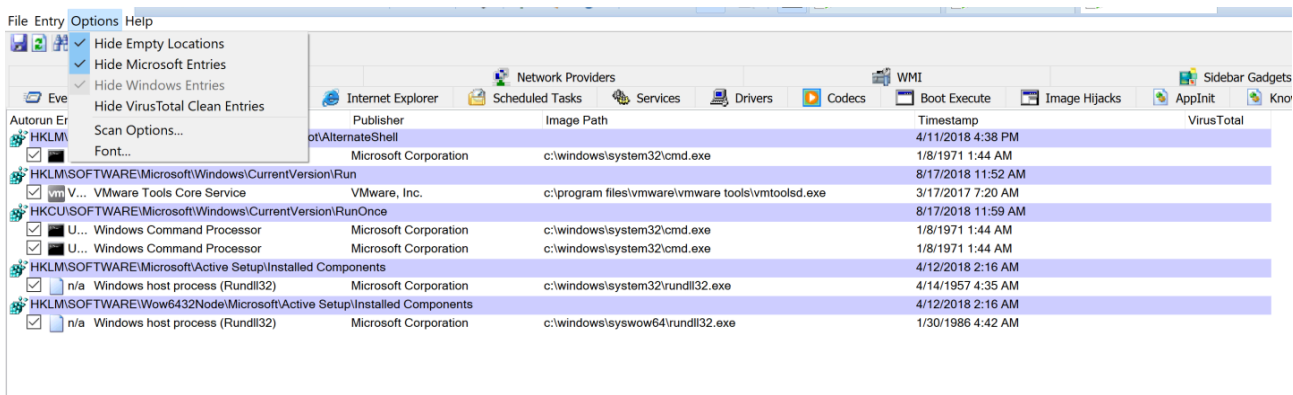 File Entry Options Help
Hide Empty Locations
Hide Microsoft Entries
Hide Windows Entries
Hide VirusTotal Clean Entries
Scan Options...
Font...
Network Providers WMI Sidebar Gadgets
Internet Explorer Scheduled Tasks Services Drivers Codecs Boot Execute Image Hijacks AppInit
Autorun Publisher Image Path Timestamp VirusTotal
4/11/2018 4:38 PM
Microsoft Corporation c:\windows\system32\cmd.exe 1/8/1971 1:44 AM
HKLM\SOFTWARE\Microsoft\Windows\CurrentVersion\Run 8/17/2018 11:52 AM
V... VMware Tools Core Service VMware, Inc. c:\program files\vmware\vmware tools\vmtoolsd.exe 3/17/2017 7:20 AM
HKCU\SOFTWARE\Microsoft\Windows\CurrentVersion\RunOnce 8/17/2018 11:59 AM
U... Windows Command Processor Microsoft Corporation c:\windows\system32\cmd.exe 1/8/1971 1:44 AM
U... Windows Command Processor Microsoft Corporation c:\windows\system32\cmd.exe 1/8/1971 1:44 AM
HKLM\SOFTWARE\Microsoft\Active Setup\Installed Components 4/12/2018 2:16 AM
n/a Windows host process (Rundll32) Microsoft Corporation c:\windows\system32\rundll32.exe 4/14/1957 4:35 AM
HKLM\SOFTWARE\Wow6432Node\Microsoft\Active Setup\Installed Components 4/12/2018 2:16 AM
n/a Windows host process (Rundll32) Microsoft Corporation c:\windows\syswow64\rundll32.exe 1/30/1986 4:42 AM